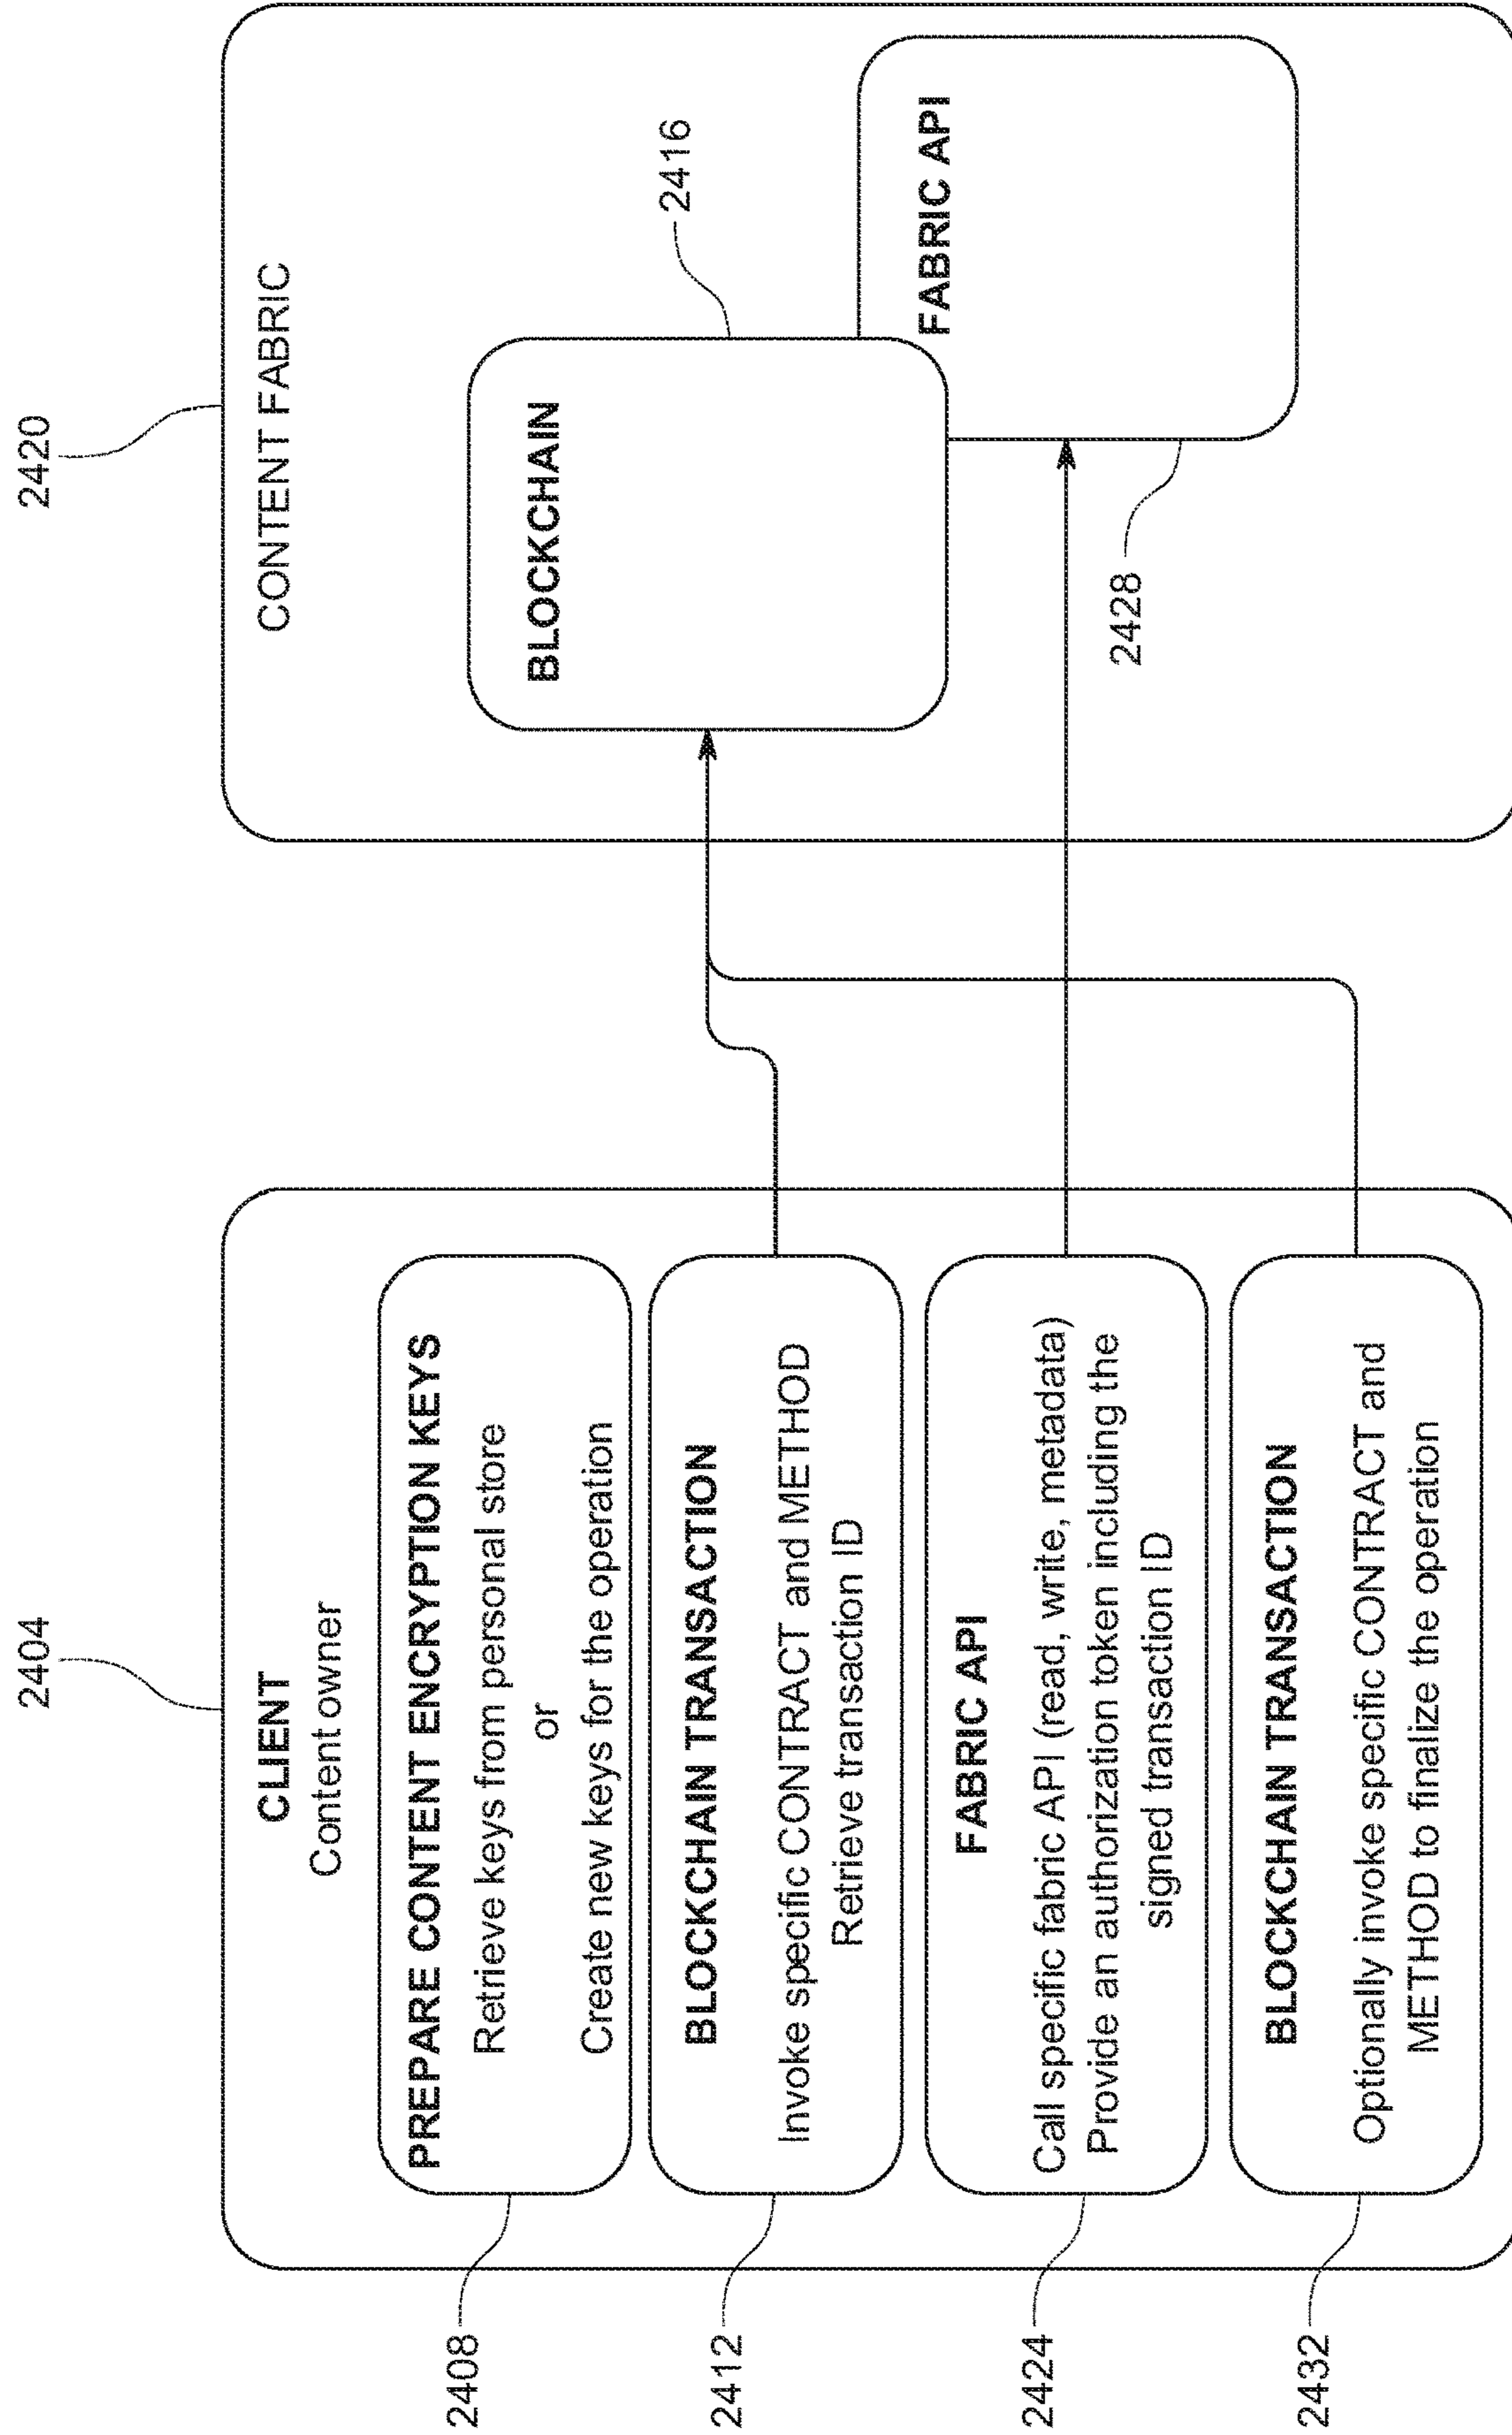 2404
CLIENT
Content owner
2408
PREPARE CONTENT ENCRYPTION KEYS
Retrieve keys from personal store
or
Create new keys for the operation
2412
BLOCKCHAIN TRANSACTION
Invoke specific CONTRACT and METHOD
Retrieve transaction ID
2424
FABRIC API
Call specific fabric API (read, write, metadata)
Provide an authorization token including the
signed transaction ID
2432
BLOCKCHAIN TRANSACTION
Optionally invoke specific CONTRACT and
METHOD to finalize the operation
2420
CONTENT FABRIC
BLOCKCHAIN
2416
FABRIC API
2428